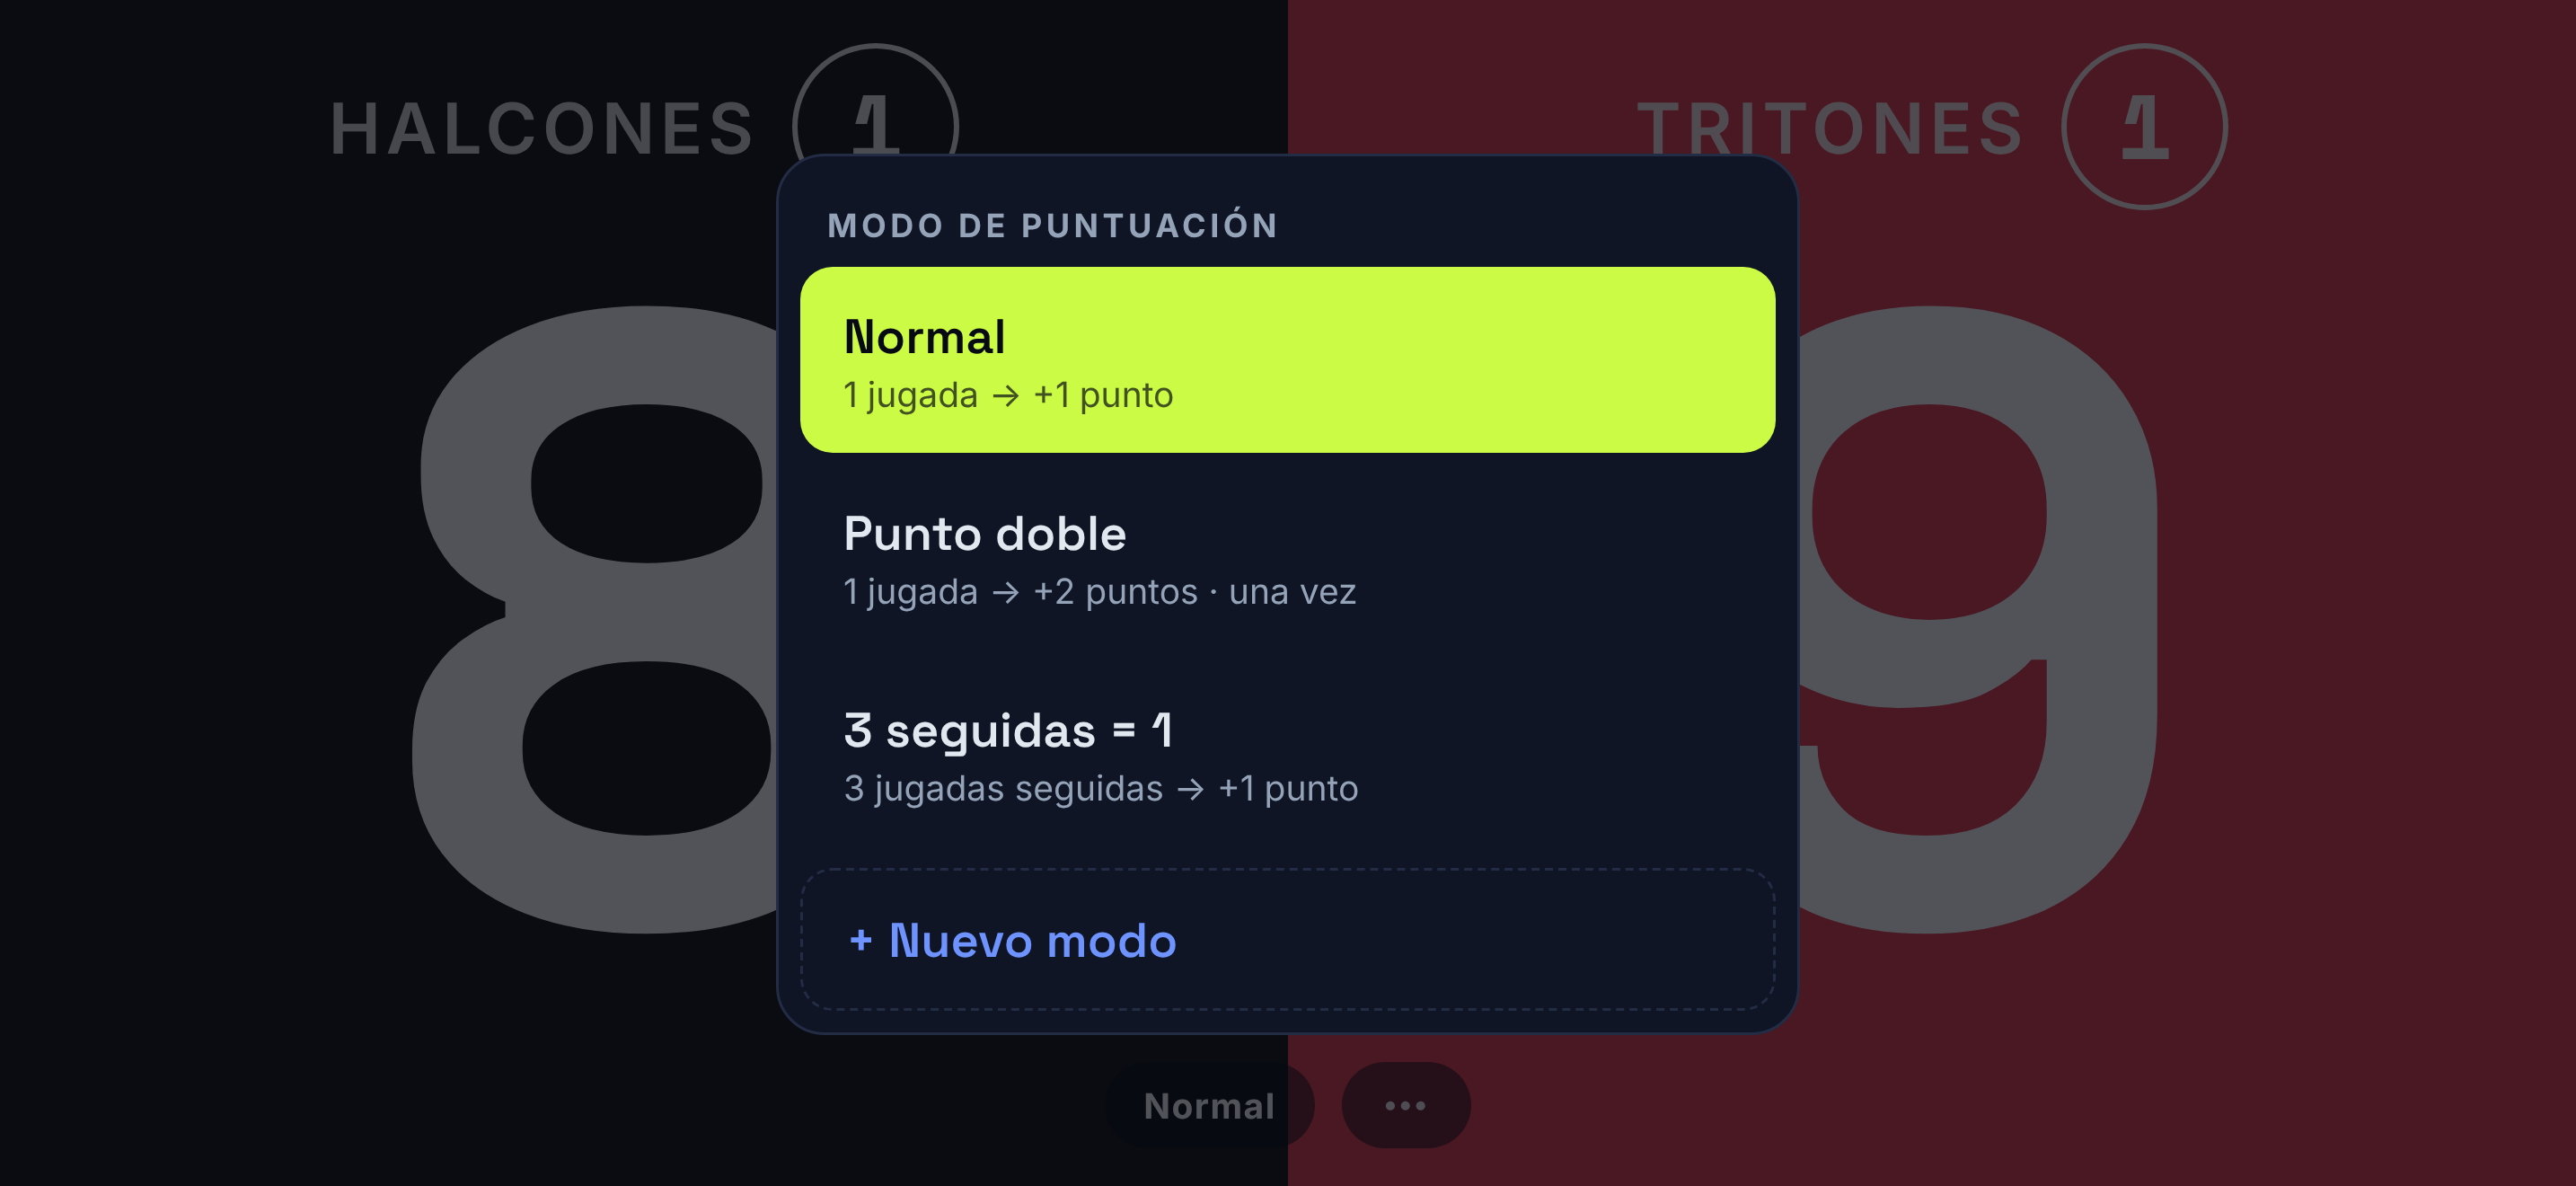 HALCONES 1
TRITONES 1
8
9
MODO DE PUNTUACIÓN
Normal
1 jugada → +1 punto
Punto doble
1 jugada → +2 puntos · una vez
3 seguidas = 1
3 jugadas seguidas → +1 punto
+ Nuevo modo
Normal
•••